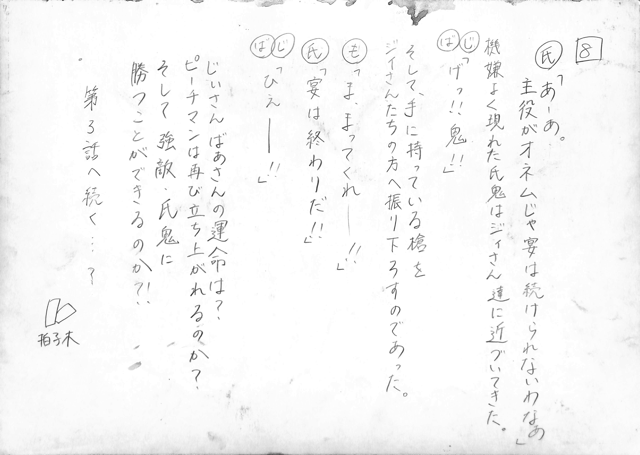 8
氏「あーあ。
主役がオネムじゃ宴は続けられないわなあ」
機嫌よく現れた氏鬼はジィさん達に近づいてきた。
じば「げっ!!鬼!!」
そして、手に持っている槍を
ジィさんたちの方へ振り下ろすのであった。
も「ま、まってくれー!!」
氏「宴は終わりだ!!」
じば「ひぇー!!」
じいさんばあさんの運命は?
ピーチマンは再び立ち上がれるのか?
そして強敵・氏鬼に
勝つことができるのか?!
第3話へ続く…?
拍子木